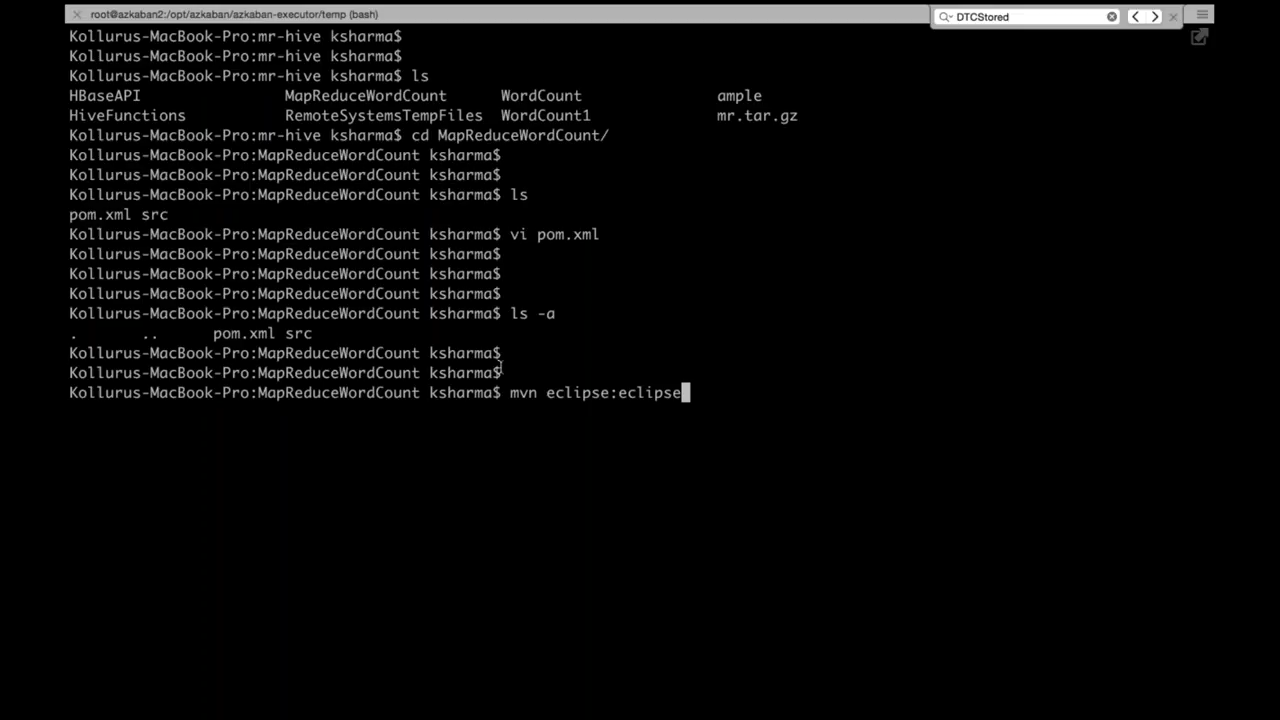 root@azkaban2:/opt/azkaban/azkaban-executor/temp (bash)
DTCStored
Kollurus-MacBook-Pro:mr-hive ksharma$
Kollurus-MacBook-Pro:mr-hive ksharma$
Kollurus-MacBook-Pro:mr-hive ksharma$ ls
HBaseAPI MapReduceWordCount WordCount ample
HiveFunctions RemoteSystemsTempFiles WordCount1 mr.tar.gz
Kollurus-MacBook-Pro:mr-hive ksharma$ cd MapReduceWordCount/
Kollurus-MacBook-Pro:MapReduceWordCount ksharma$
Kollurus-MacBook-Pro:MapReduceWordCount ksharma$
Kollurus-MacBook-Pro:MapReduceWordCount ksharma$ ls
pom.xml src
Kollurus-MacBook-Pro:MapReduceWordCount ksharma$ vi pom.xml
Kollurus-MacBook-Pro:MapReduceWordCount ksharma$
Kollurus-MacBook-Pro:MapReduceWordCount ksharma$
Kollurus-MacBook-Pro:MapReduceWordCount ksharma$
Kollurus-MacBook-Pro:MapReduceWordCount ksharma$ ls -a
. .. pom.xml src
Kollurus-MacBook-Pro:MapReduceWordCount ksharma$
Kollurus-MacBook-Pro:MapReduceWordCount ksharma$
Kollurus-MacBook-Pro:MapReduceWordCount ksharma$ mvn eclipse:eclipse